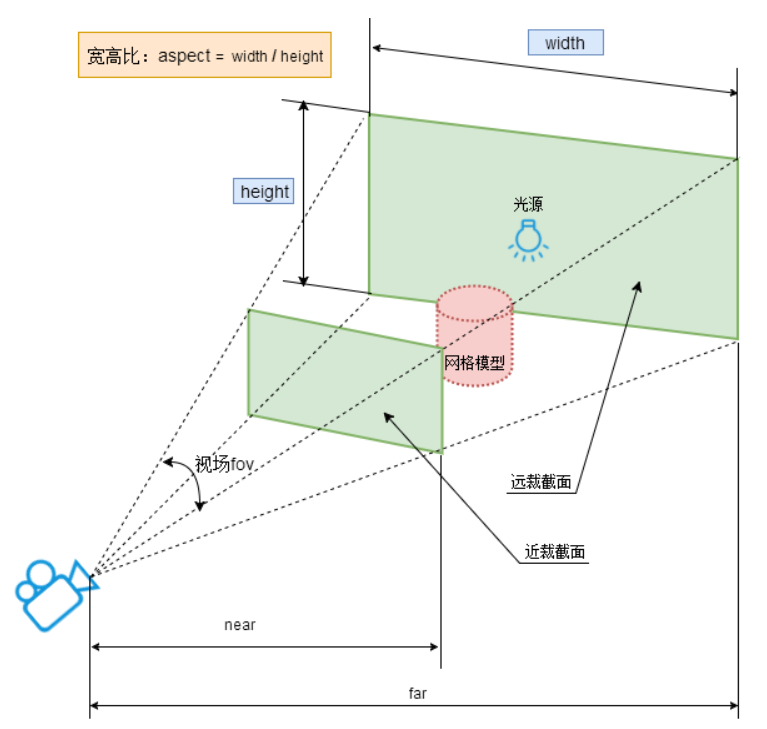 宽高比：aspect = width / height
width
height
光源
网格模型
视场fov
远裁截面
近裁截面
near
far